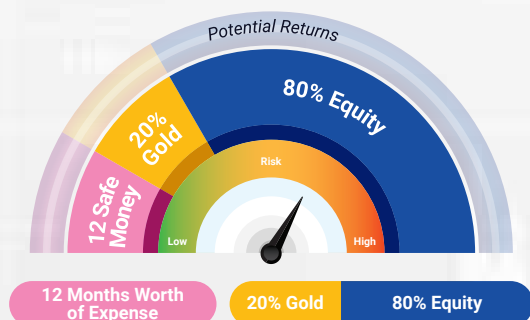 Potential Returns
80% Equity
20%
Gold
12 Safe
Money
Risk
Low
High
12 Months Worth
of Expense
20% Gold
80% Equity